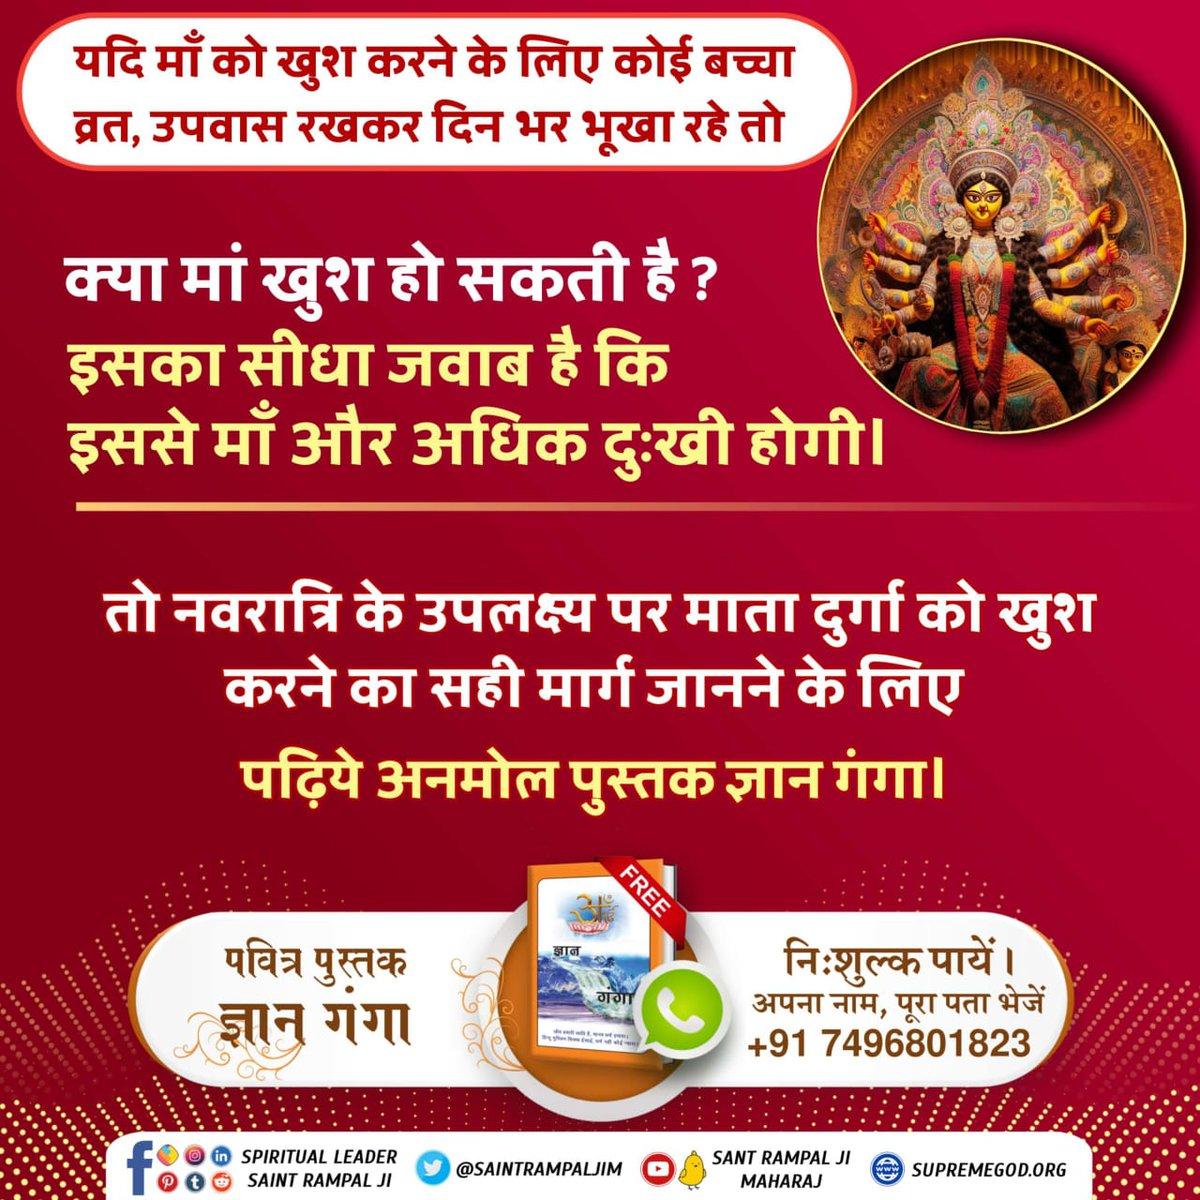 यदि माँ को खुश करने के लिए कोई बच्चा
व्रत, उपवास रखकर दिन भर भूखा रहे तो
क्या मां खुश हो सकती है ?
इसका सीधा जवाब है कि
इससे माँ और अधिक दुःखी होगी।
तो नवरात्रि के उपलक्ष्य पर माता दुर्गा को खुश
करने का सही मार्ग जानने के लिए
पढ़िये अनमोल पुस्तक ज्ञान गंगा।
पवित्र पुस्तक
ज्ञान गंगा
FREE
ज्ञान
गंगा
निःशुल्क पायें।
अपना नाम, पूरा पता भेजें
+91 7496801823
SPIRITUAL LEADER
SAINT RAMPAL JI
@SAINTRAMPALJIM
SANT RAMPAL JI
MAHARAJ
SUPREMEGOD.ORG